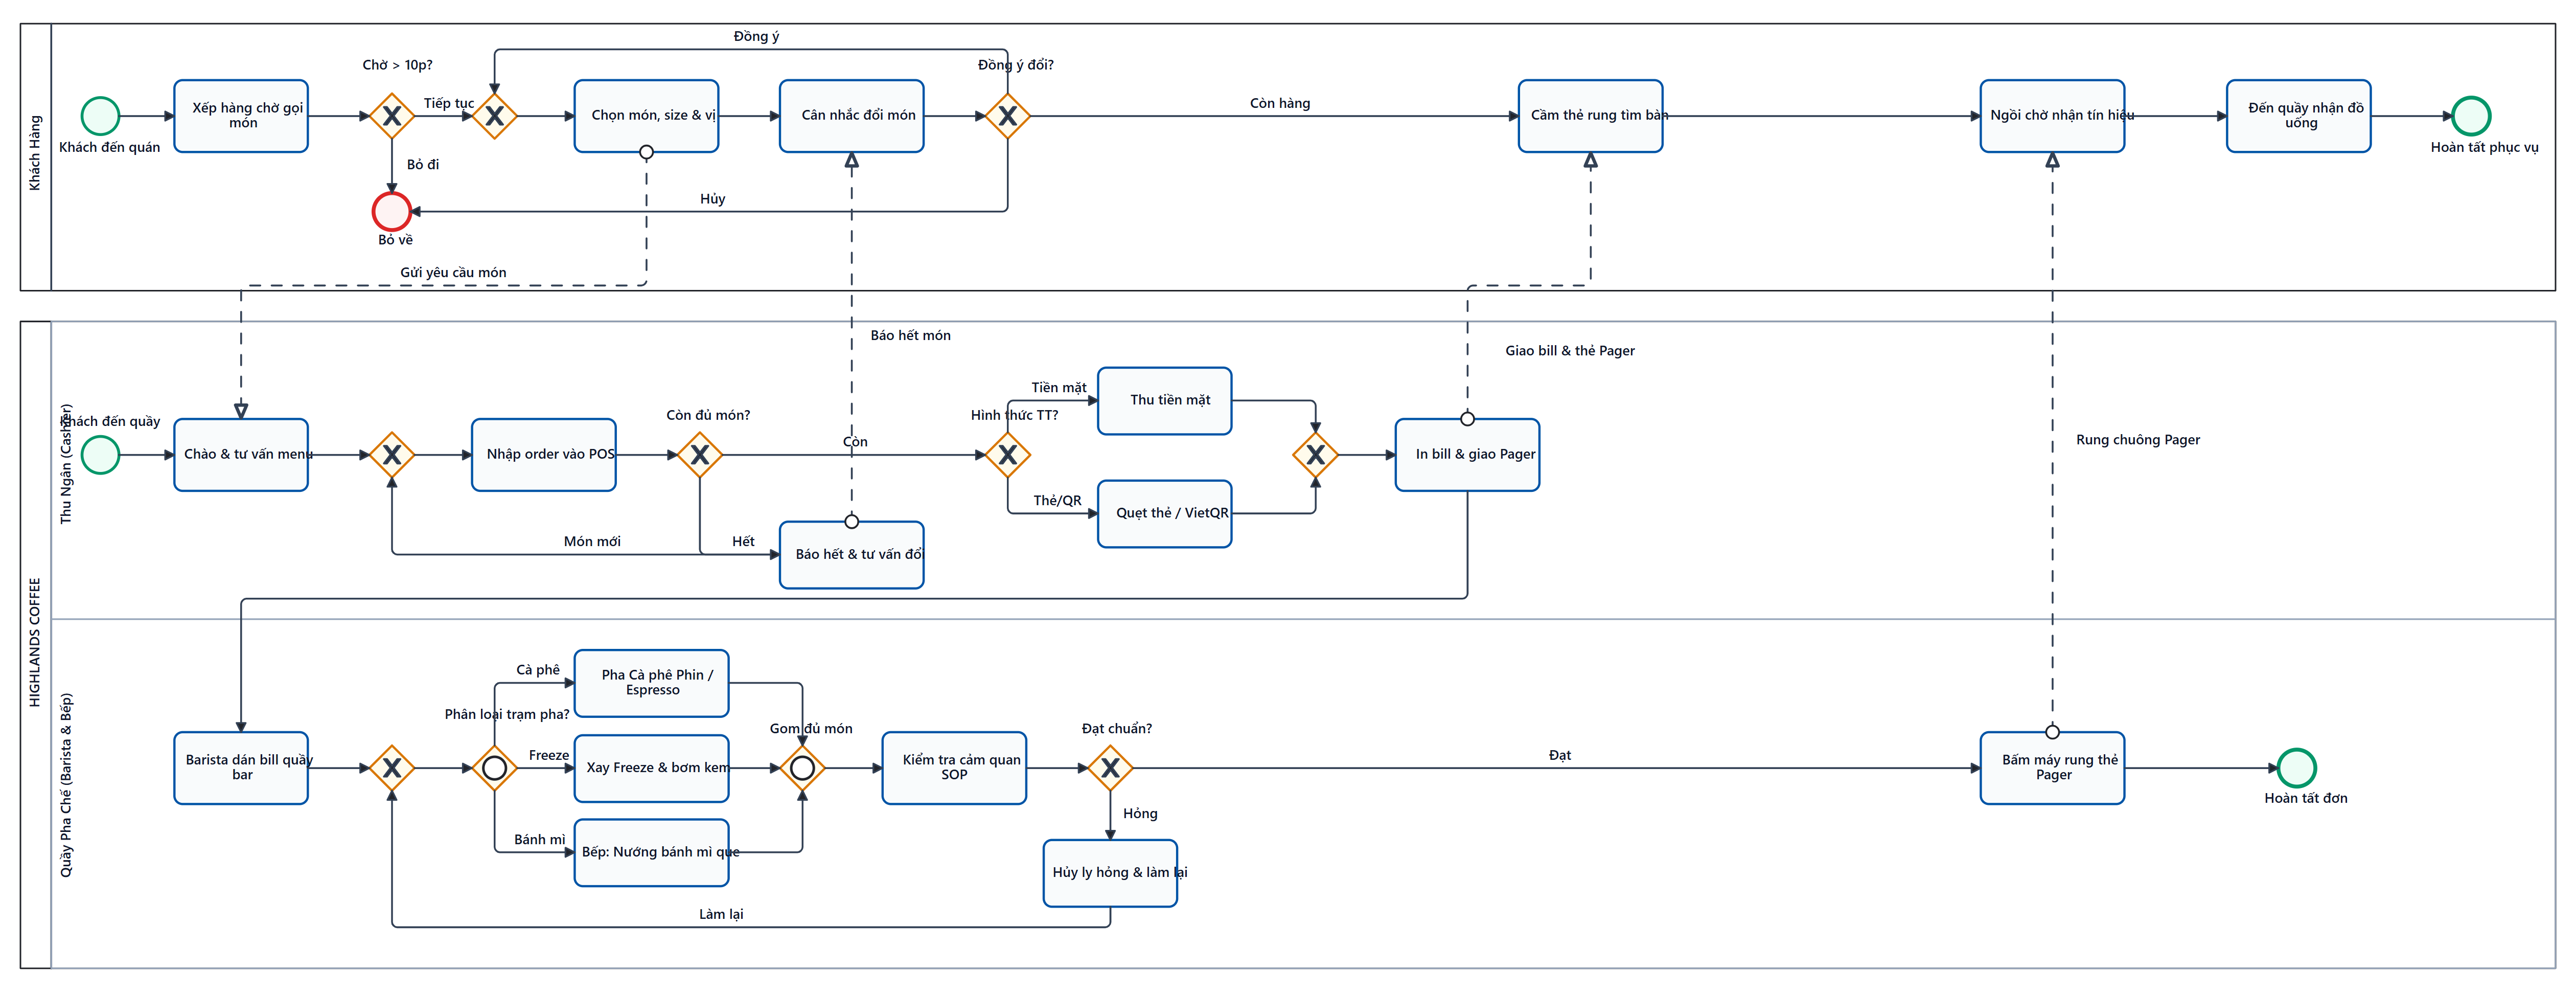 Khách Hàng
Đồng ý
Chờ > 10p?
Đồng ý đổi?
Khách đến quán
Xếp hàng chờ gọi
món
Tiếp tục
Chọn món, size & vị
Cân nhắc đổi món
Còn hàng
Cầm thẻ rung tìm bàn
Ngồi chờ nhận tín hiệu
Đến quầy nhận đồ
uống
Hoàn tất phục vụ
Bỏ đi
Hủy
Bỏ về
Gửi yêu cầu món
HIGHLANDS COFFEE
Thu Ngân (Cashier)
Báo hết món
Giao bill & thẻ Pager
Rung chuông Pager
Khách đến quầy
Chào & tư vấn menu
Nhập order vào POS
Còn đủ món?
Còn
Hình thức TT?
Tiền mặt
Thu tiền mặt
Thẻ/QR
Quẹt thẻ / VietQR
In bill & giao Pager
Món mới
Hết
Báo hết & tư vấn đổi
Quầy Pha Chế (Barista & Bếp)
Barista dán bill quầy
bar
Phân loại trạm pha?
Cà phê
Pha Cà phê Phin /
Espresso
Freeze
Xay Freeze & bơm kem
Bánh mì
Bếp: Nướng bánh mì que
Gom đủ món
Kiểm tra cảm quan
SOP
Đạt chuẩn?
Đạt
Hỏng
Hủy ly hỏng & làm lại
Làm lại
Bấm máy rung thẻ
Pager
Hoàn tất đơn